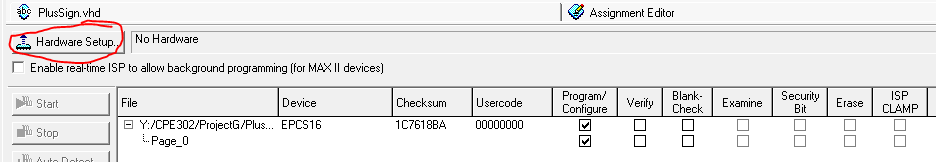 PlusSign.vhd Assignment Editor
Hardware Setup... No Hardware
Enable real-time ISP to allow background programming (for MAX II devices)
Start
Stop
Auto Detect
File Device Checksum Usercode Program/ Configure Verify Blank- Check Examine Security Bit Erase ISP CLAMP
Y:/CPE302/ProjectG/Plus... EPCS16 1C7618BA 00000000
Page_0